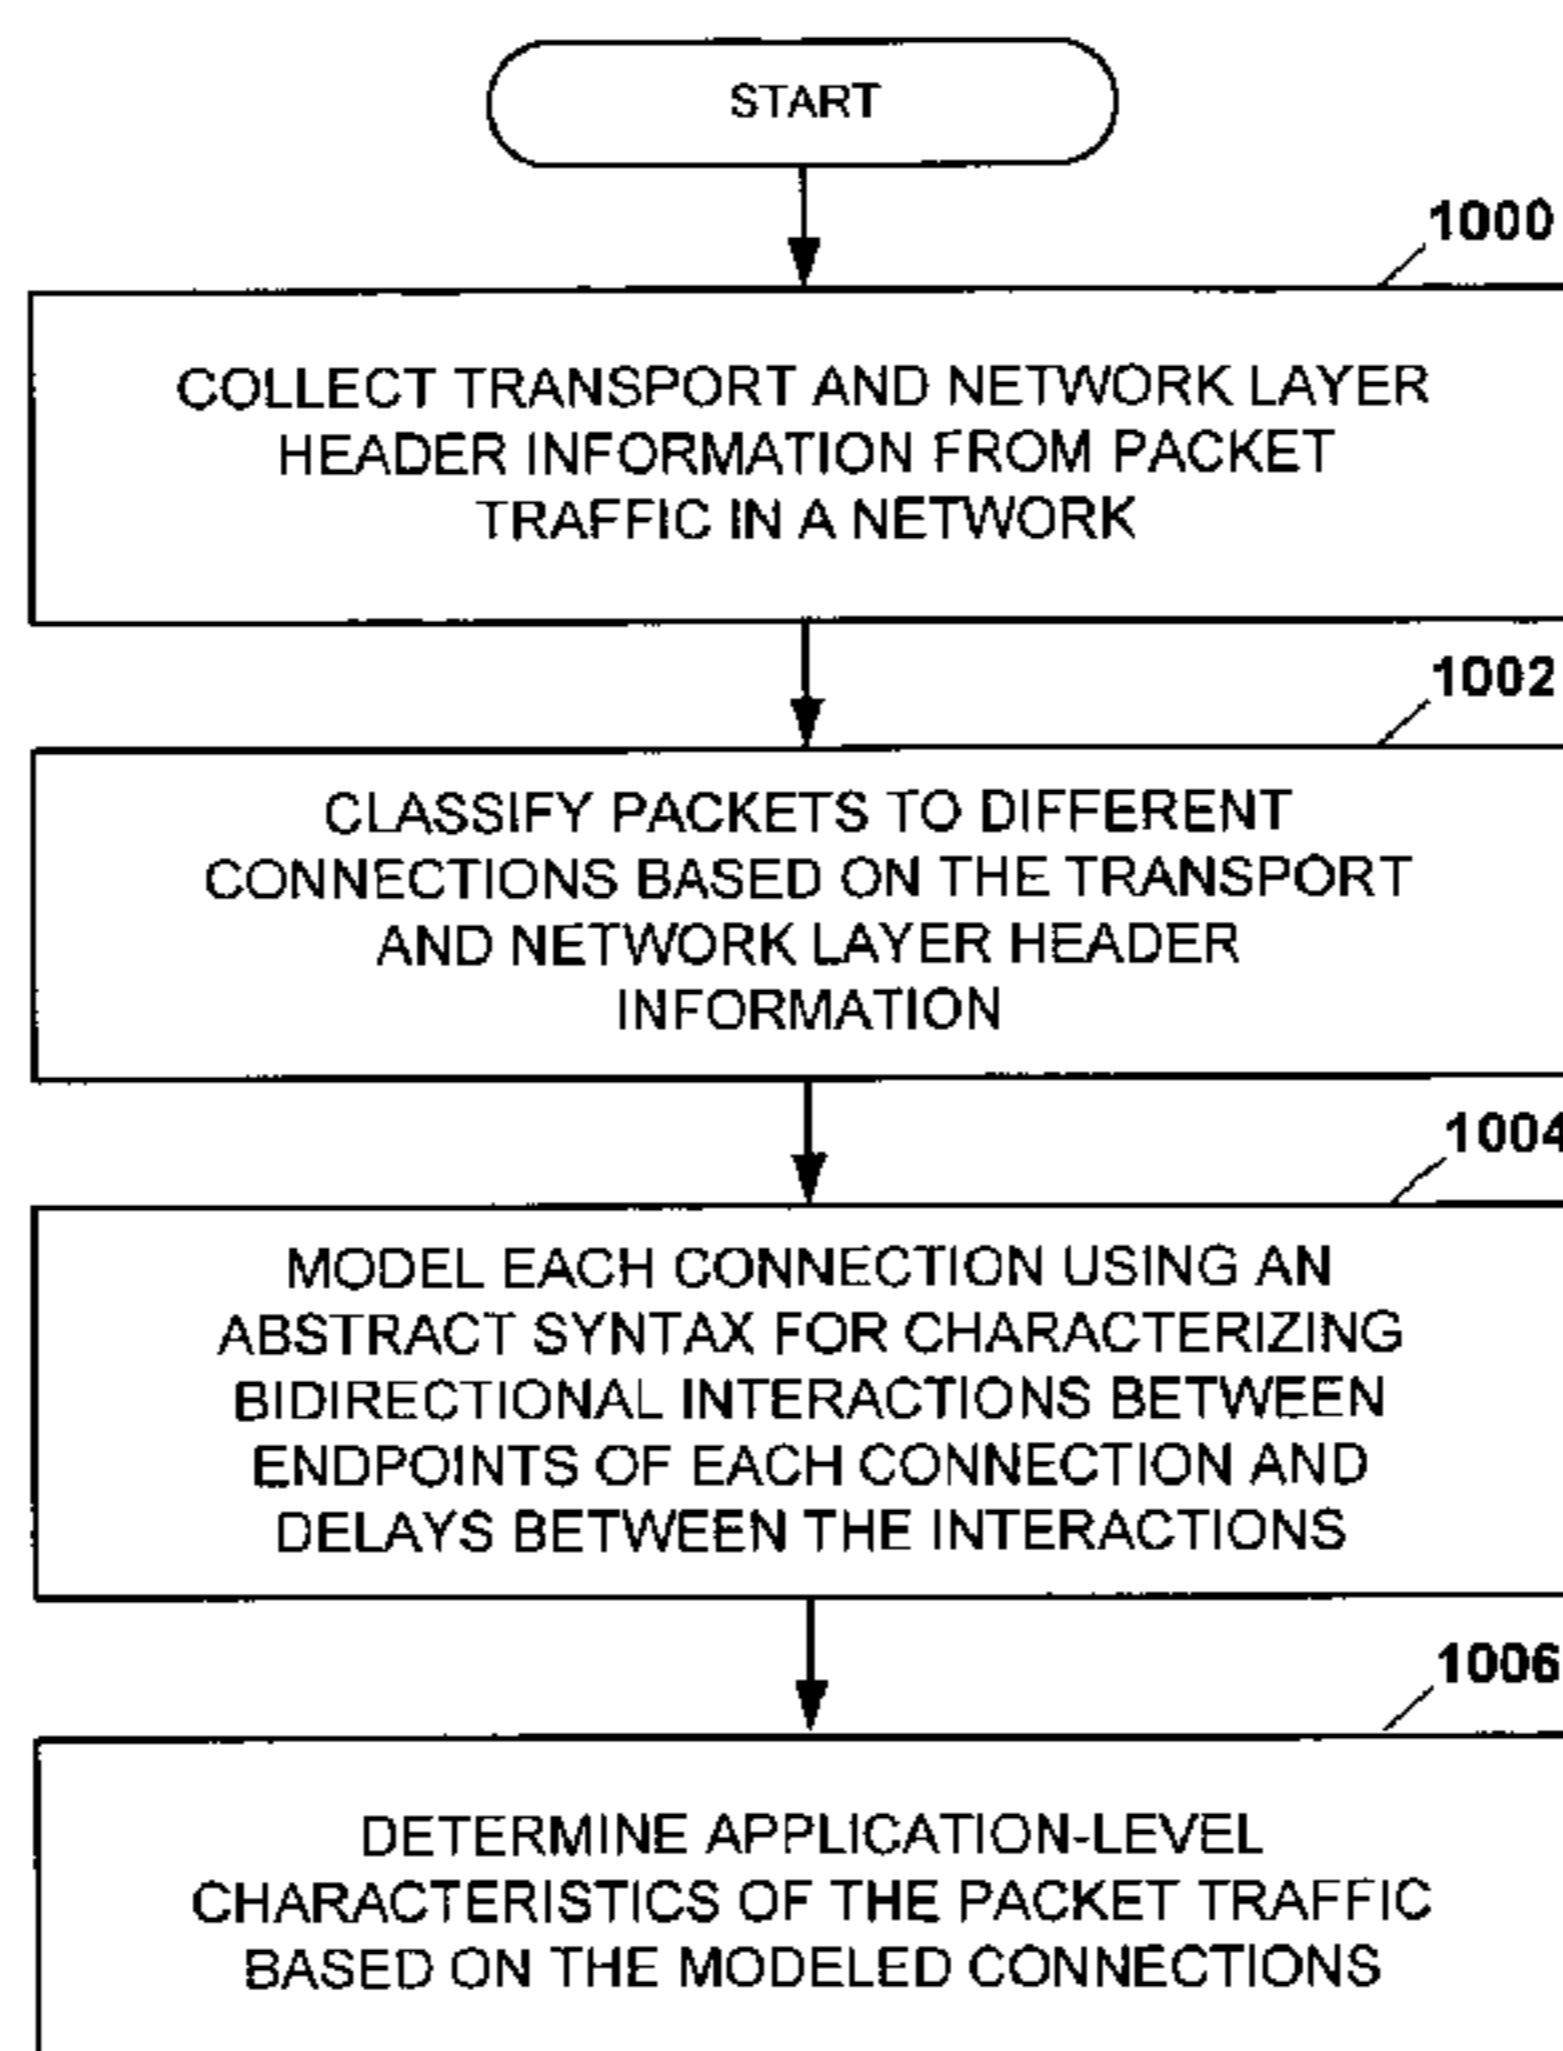 START
1000
COLLECT TRANSPORT AND NETWORK LAYER
HEADER INFORMATION FROM PACKET
TRAFFIC IN A NETWORK
1002
CLASSIFY PACKETS TO DIFFERENT
CONNECTIONS BASED ON THE TRANSPORT
AND NETWORK LAYER HEADER
INFORMATION
1004
MODEL EACH CONNECTION USING AN
ABSTRACT SYNTAX FOR CHARACTERIZING
BIDIRECTIONAL INTERACTIONS BETWEEN
ENDPOINTS OF EACH CONNECTION AND
DELAYS BETWEEN THE INTERACTIONS
1006
DETERMINE APPLICATION-LEVEL
CHARACTERISTICS OF THE PACKET TRAFFIC
BASED ON THE MODELED CONNECTIONS